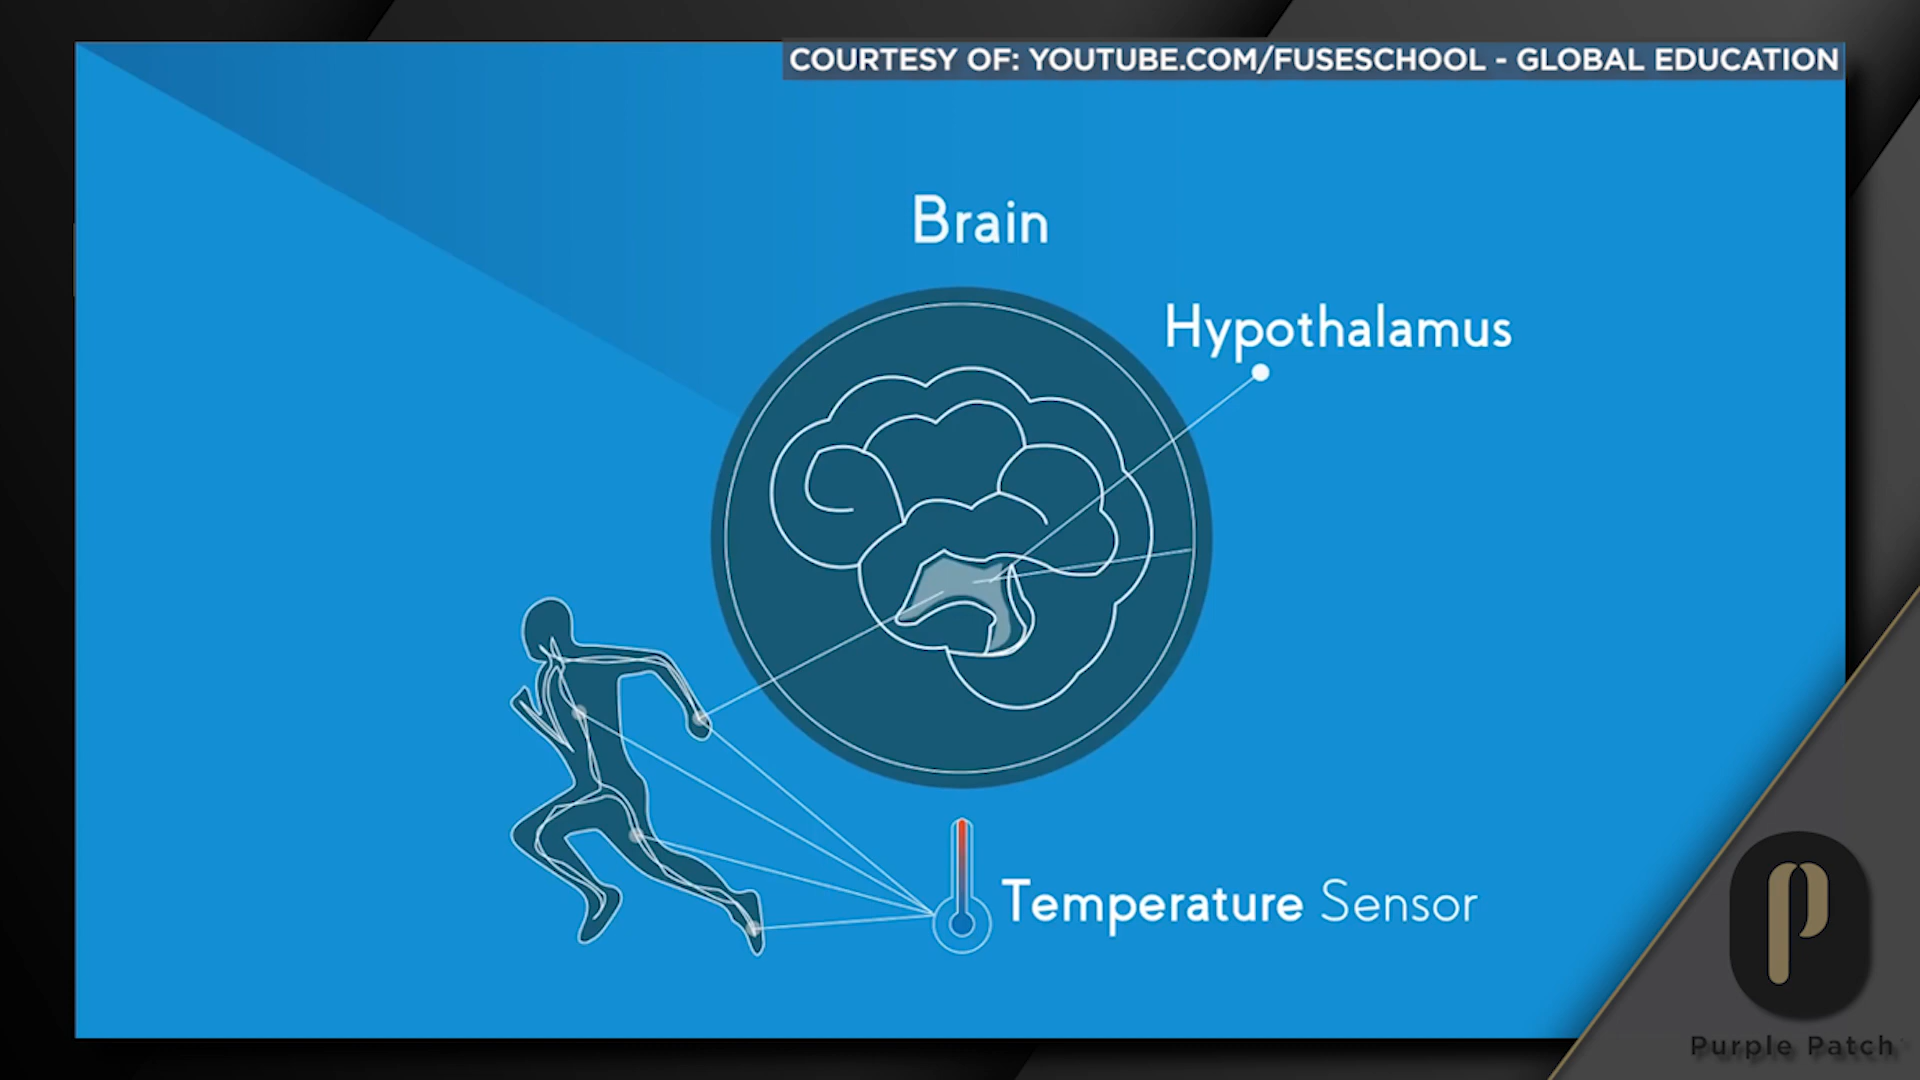 COURTESY OF: YOUTUBE.COM/FUSESCHOOL - GLOBAL EDUCATION
Brain
Hypothalamus
Temperature Sensor
Purple Patch